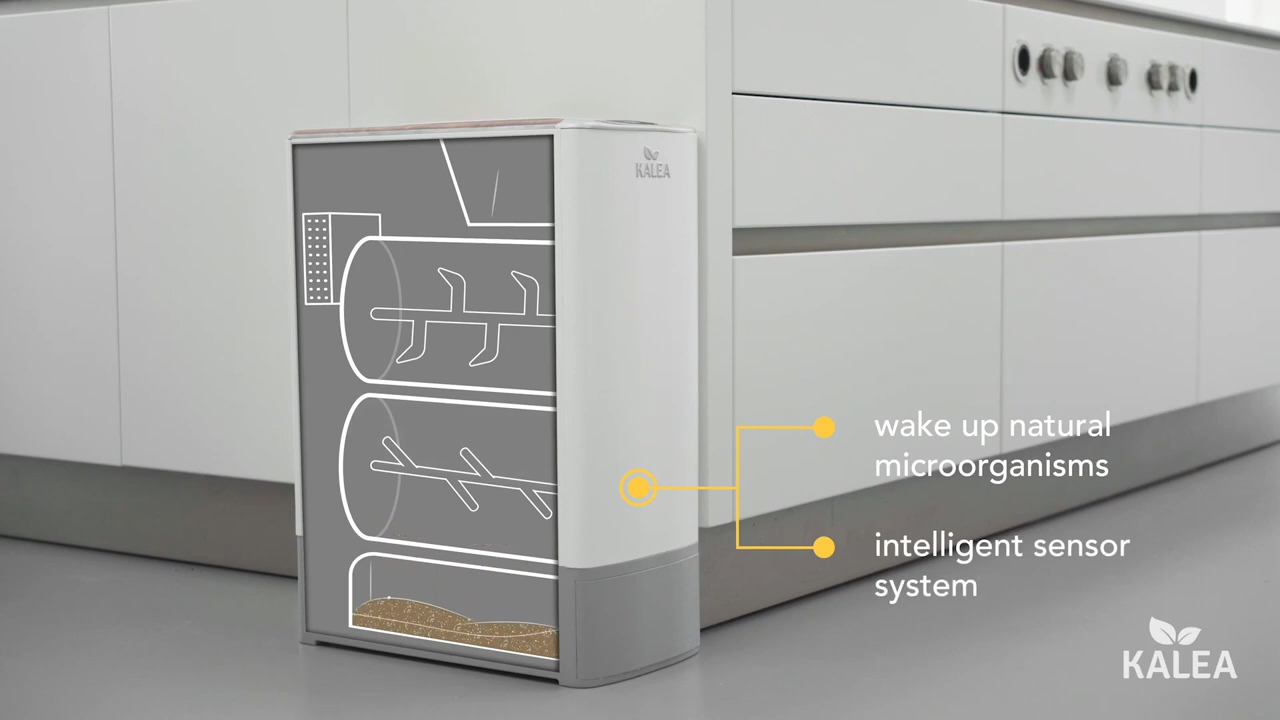 KALEA
wake up natural
microorganisms
intelligent sensor
system
KALEA